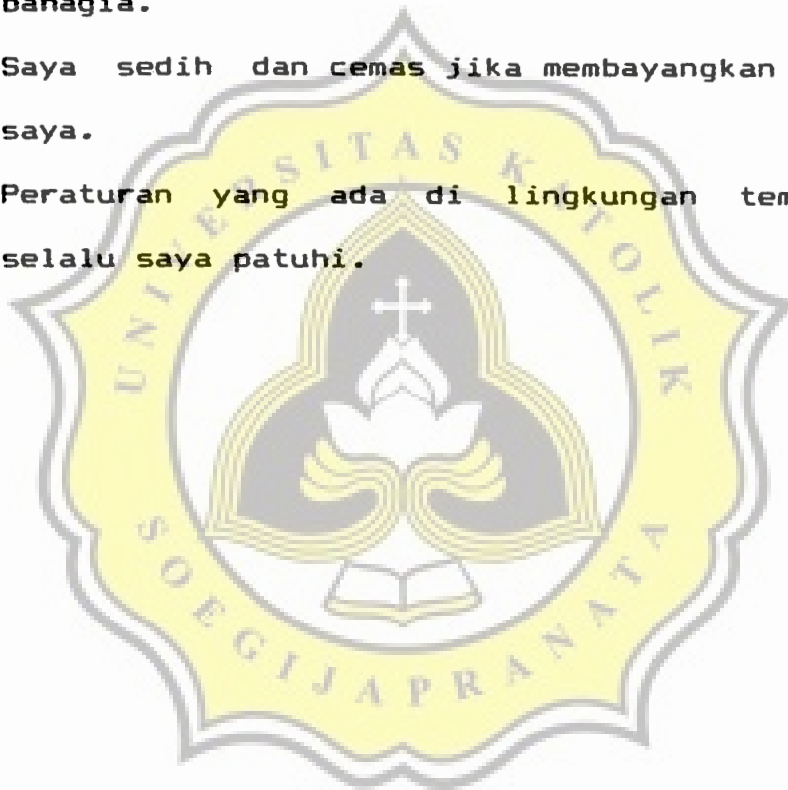 bahagia.
Saya sedih dan cemas jika membayangkan
saya.
Peraturan yang ada di lingkungan tem
selalu saya patuhi.
UNIVERSITAS KATOLIK
SOEGIJAPRANATA